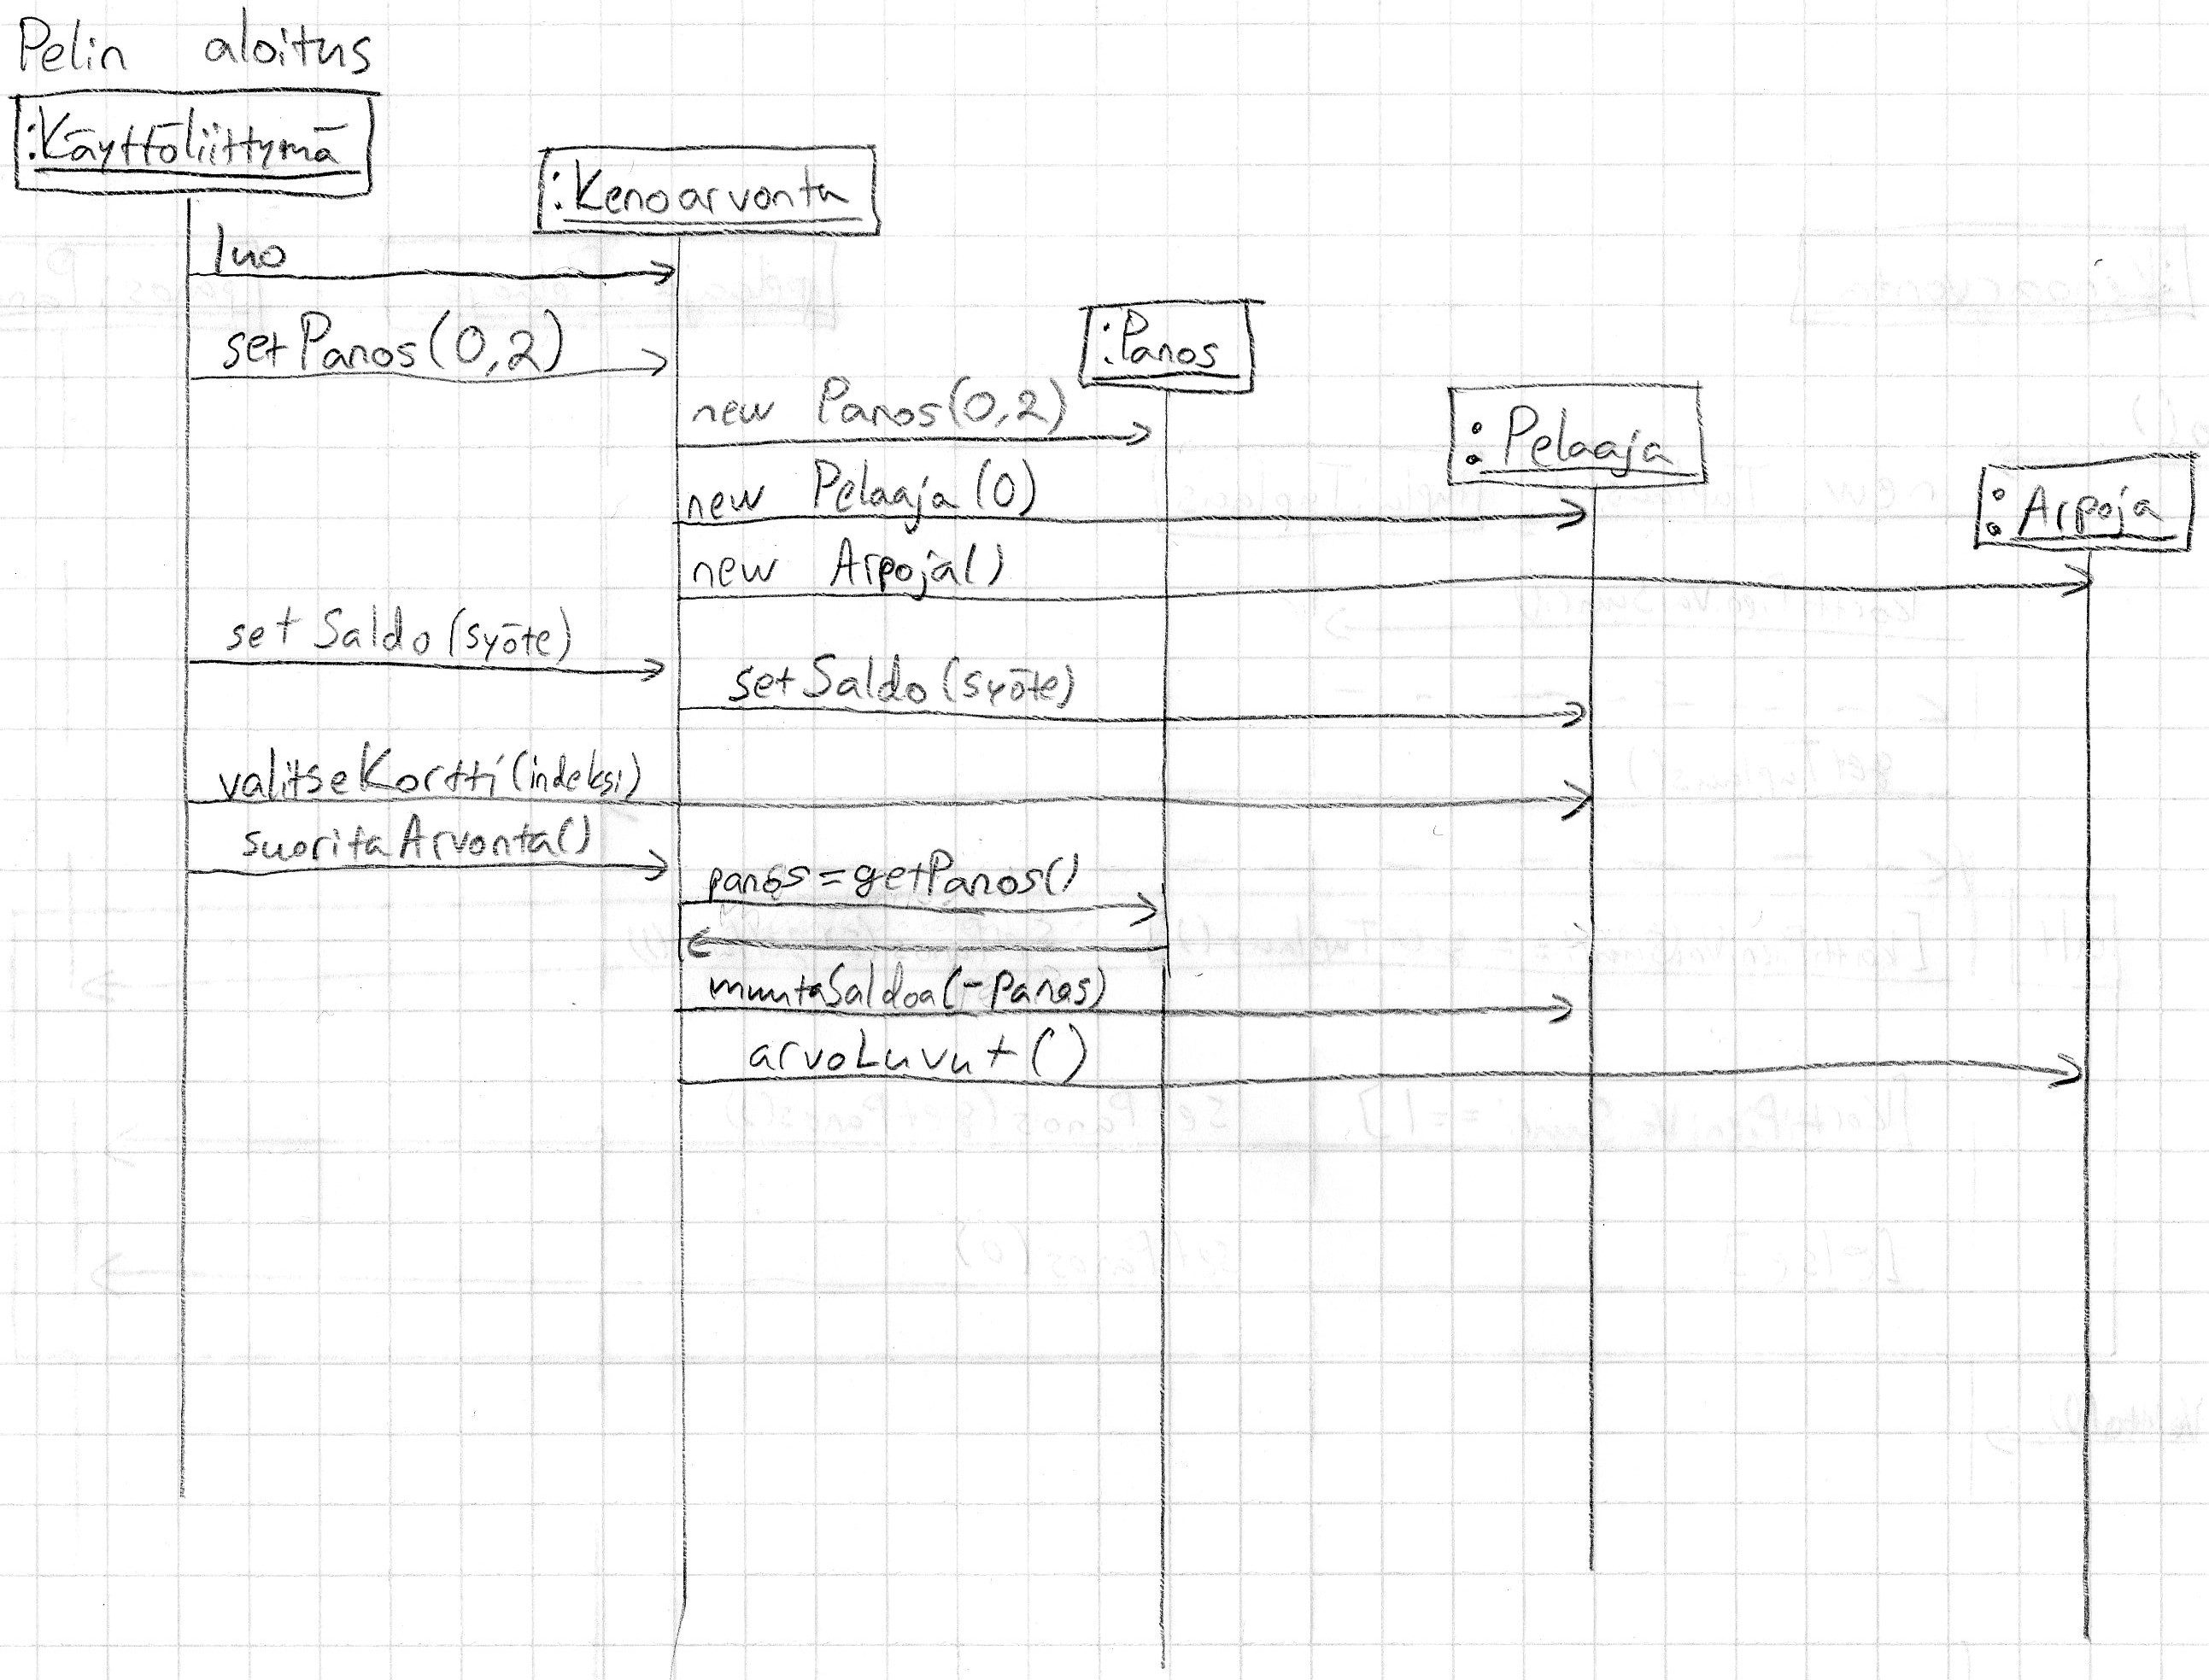 Pelin aloitus
:Käyttöliittymä
:Kenoarvonta
luo
setPanos(0,2)
:Panos
new Panos(0,2)
:Pelaaja
new Pelaaja(0)
:Arpoja
new Arpoja()
setSaldo(syöte)
setSaldo(syöte)
valitseKortti(indeksi)
suoritaArvonta()
panos=getPanos()
muutaSaldoa(-panos)
arvoLuvut()